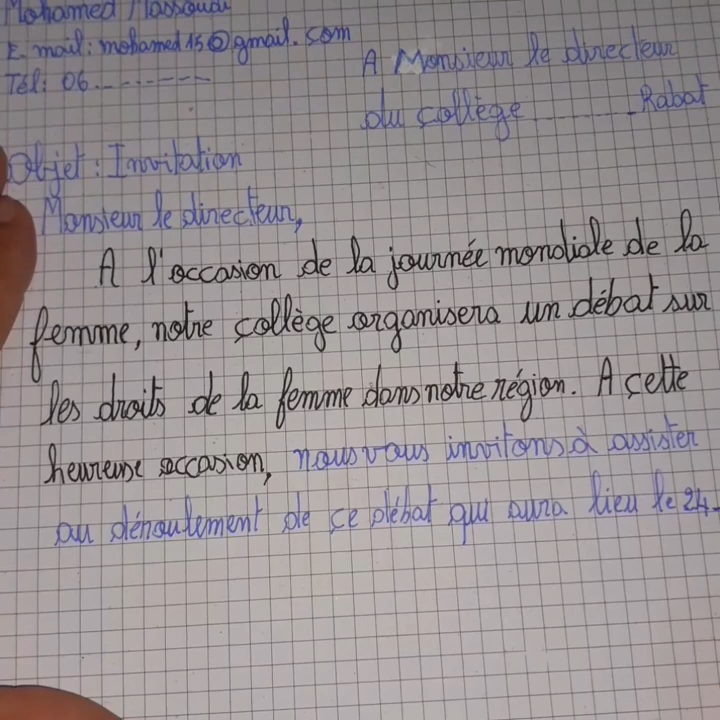 Mohamed Massoudi
E-mail: mohamed15@gmail.com
A Monsieur le directeur
Tél: 06.---------
du collège ............ Rabat
Objet: Invitation
Monsieur le directeur,
A l'occasion de la journée mondiale de la
femme, notre collège organisera un débat sur
les droits de la femme dans notre région. A cette
heureuse occasion, nous vous invitons à assister
au déroulement de ce débat qui aura lieu le 24-